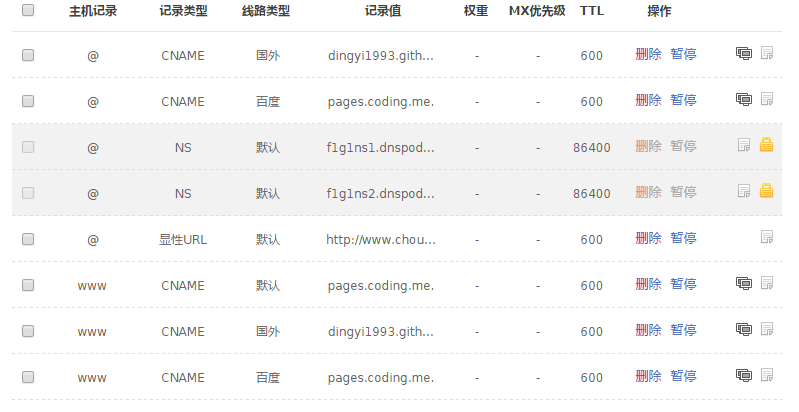 主机记录 记录类型 线路类型 记录值 权重 MX优先级 TTL 操作
@ CNAME 国外 dingyi1993.gith... - - 600 删除 暂停
@ CNAME 百度 pages.coding.me. - - 600 删除 暂停
@ NS 默认 f1g1ns1.dnspod... - - 86400 删除 暂停
@ NS 默认 f1g1ns2.dnspod... - - 86400 删除 暂停
@ 显性URL 默认 http://www.chou... - - 600 删除 暂停
www CNAME 默认 pages.coding.me. - - 600 删除 暂停
www CNAME 国外 dingyi1993.gith... - - 600 删除 暂停
www CNAME 百度 pages.coding.me. - - 600 删除 暂停